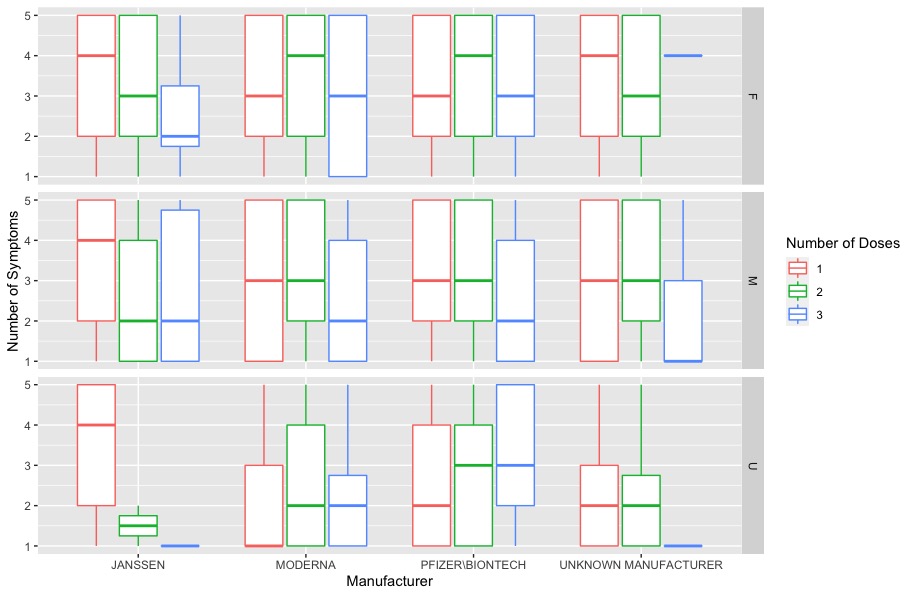 5
4
3
2
1
F
5
4
3
2
1
M
5
4
3
2
1
U
Number of Symptoms
JANSSEN MODERNA PFIZER\BIONTECH UNKNOWN MANUFACTURER
Manufacturer
Number of Doses
1
2
3